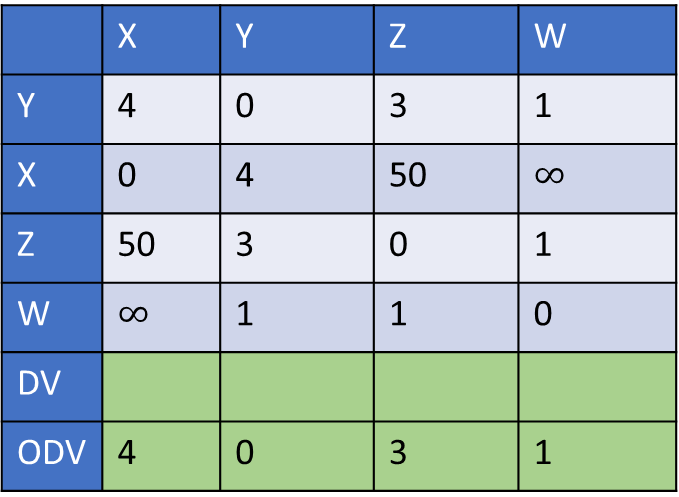 X Y Z W
Y 4 0 3 1
X 0 4 50 ∞
Z 50 3 0 1
W ∞ 1 1 0
DV
ODV 4 0 3 1